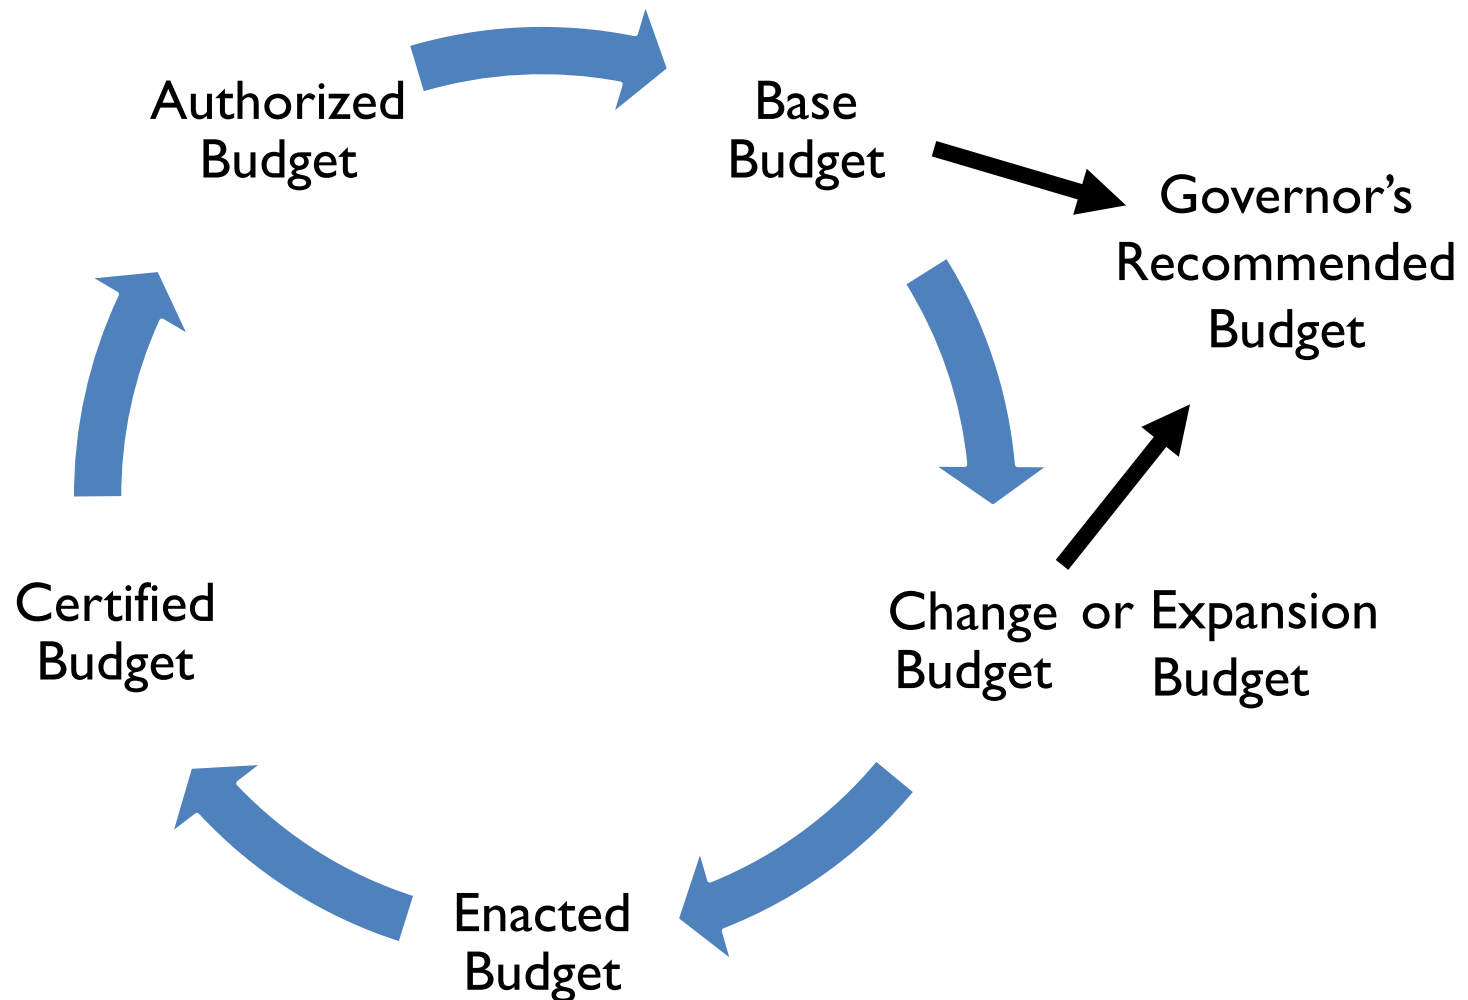 Authorized
Budget
Base
Budget
Governor’s
Recommended
Budget
Change or Expansion
Budget Budget
Enacted
Budget
Certified
Budget